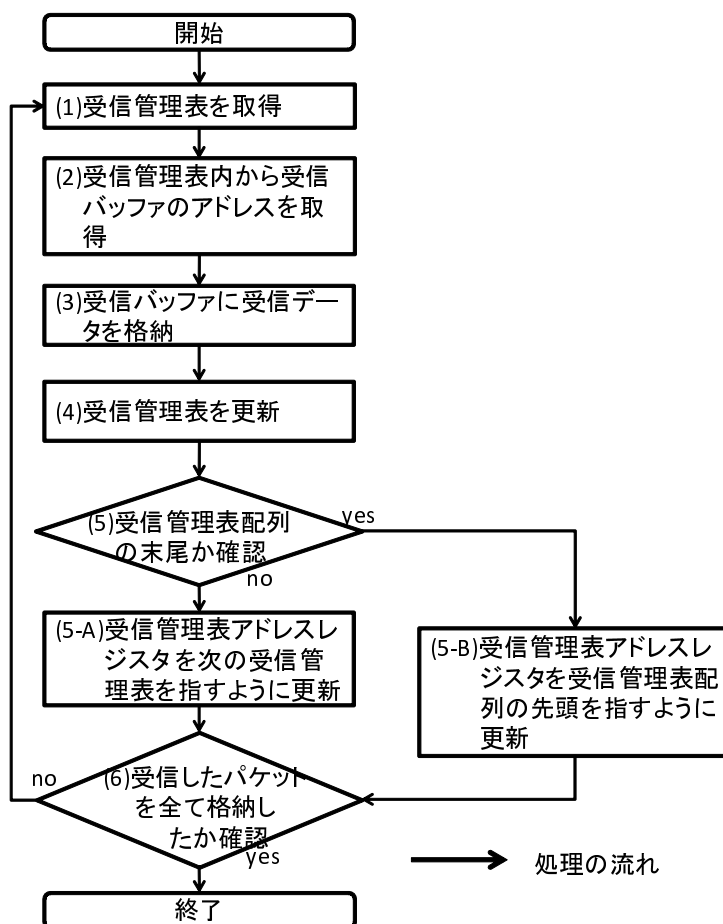 開始
(1)受信管理表を取得
(2)受信管理表内から受信
バッファのアドレスを取
得
(3)受信バッファに受信デー
タを格納
(4)受信管理表を更新
(5)受信管理表配列
の末尾か確認
yes
no
(5-A)受信管理表アドレスレ
ジスタを次の受信管
理表を指すように更新
(5-B)受信管理表アドレスレ
ジスタを受信管理表配
列の先頭を指すように
更新
(6)受信したパケット
を全て格納し
たか確認
no
yes
処理の流れ
終了